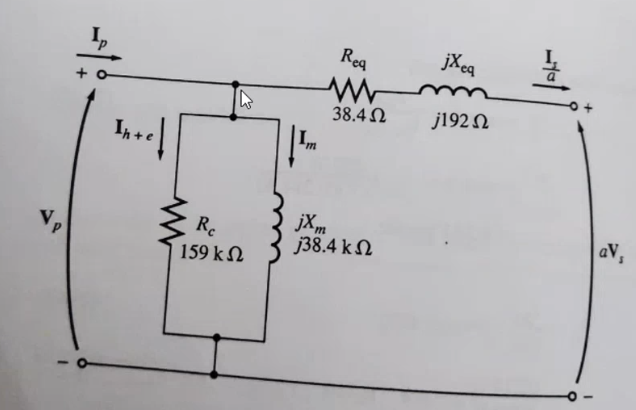 I_p
+
R_eq
jX_eq
I_s/a
+
38.4 Ω
j192 Ω
I_h+e
I_m
V_p
R_c
159 kΩ
jX_m
j38.4 kΩ
aV_s
–
–